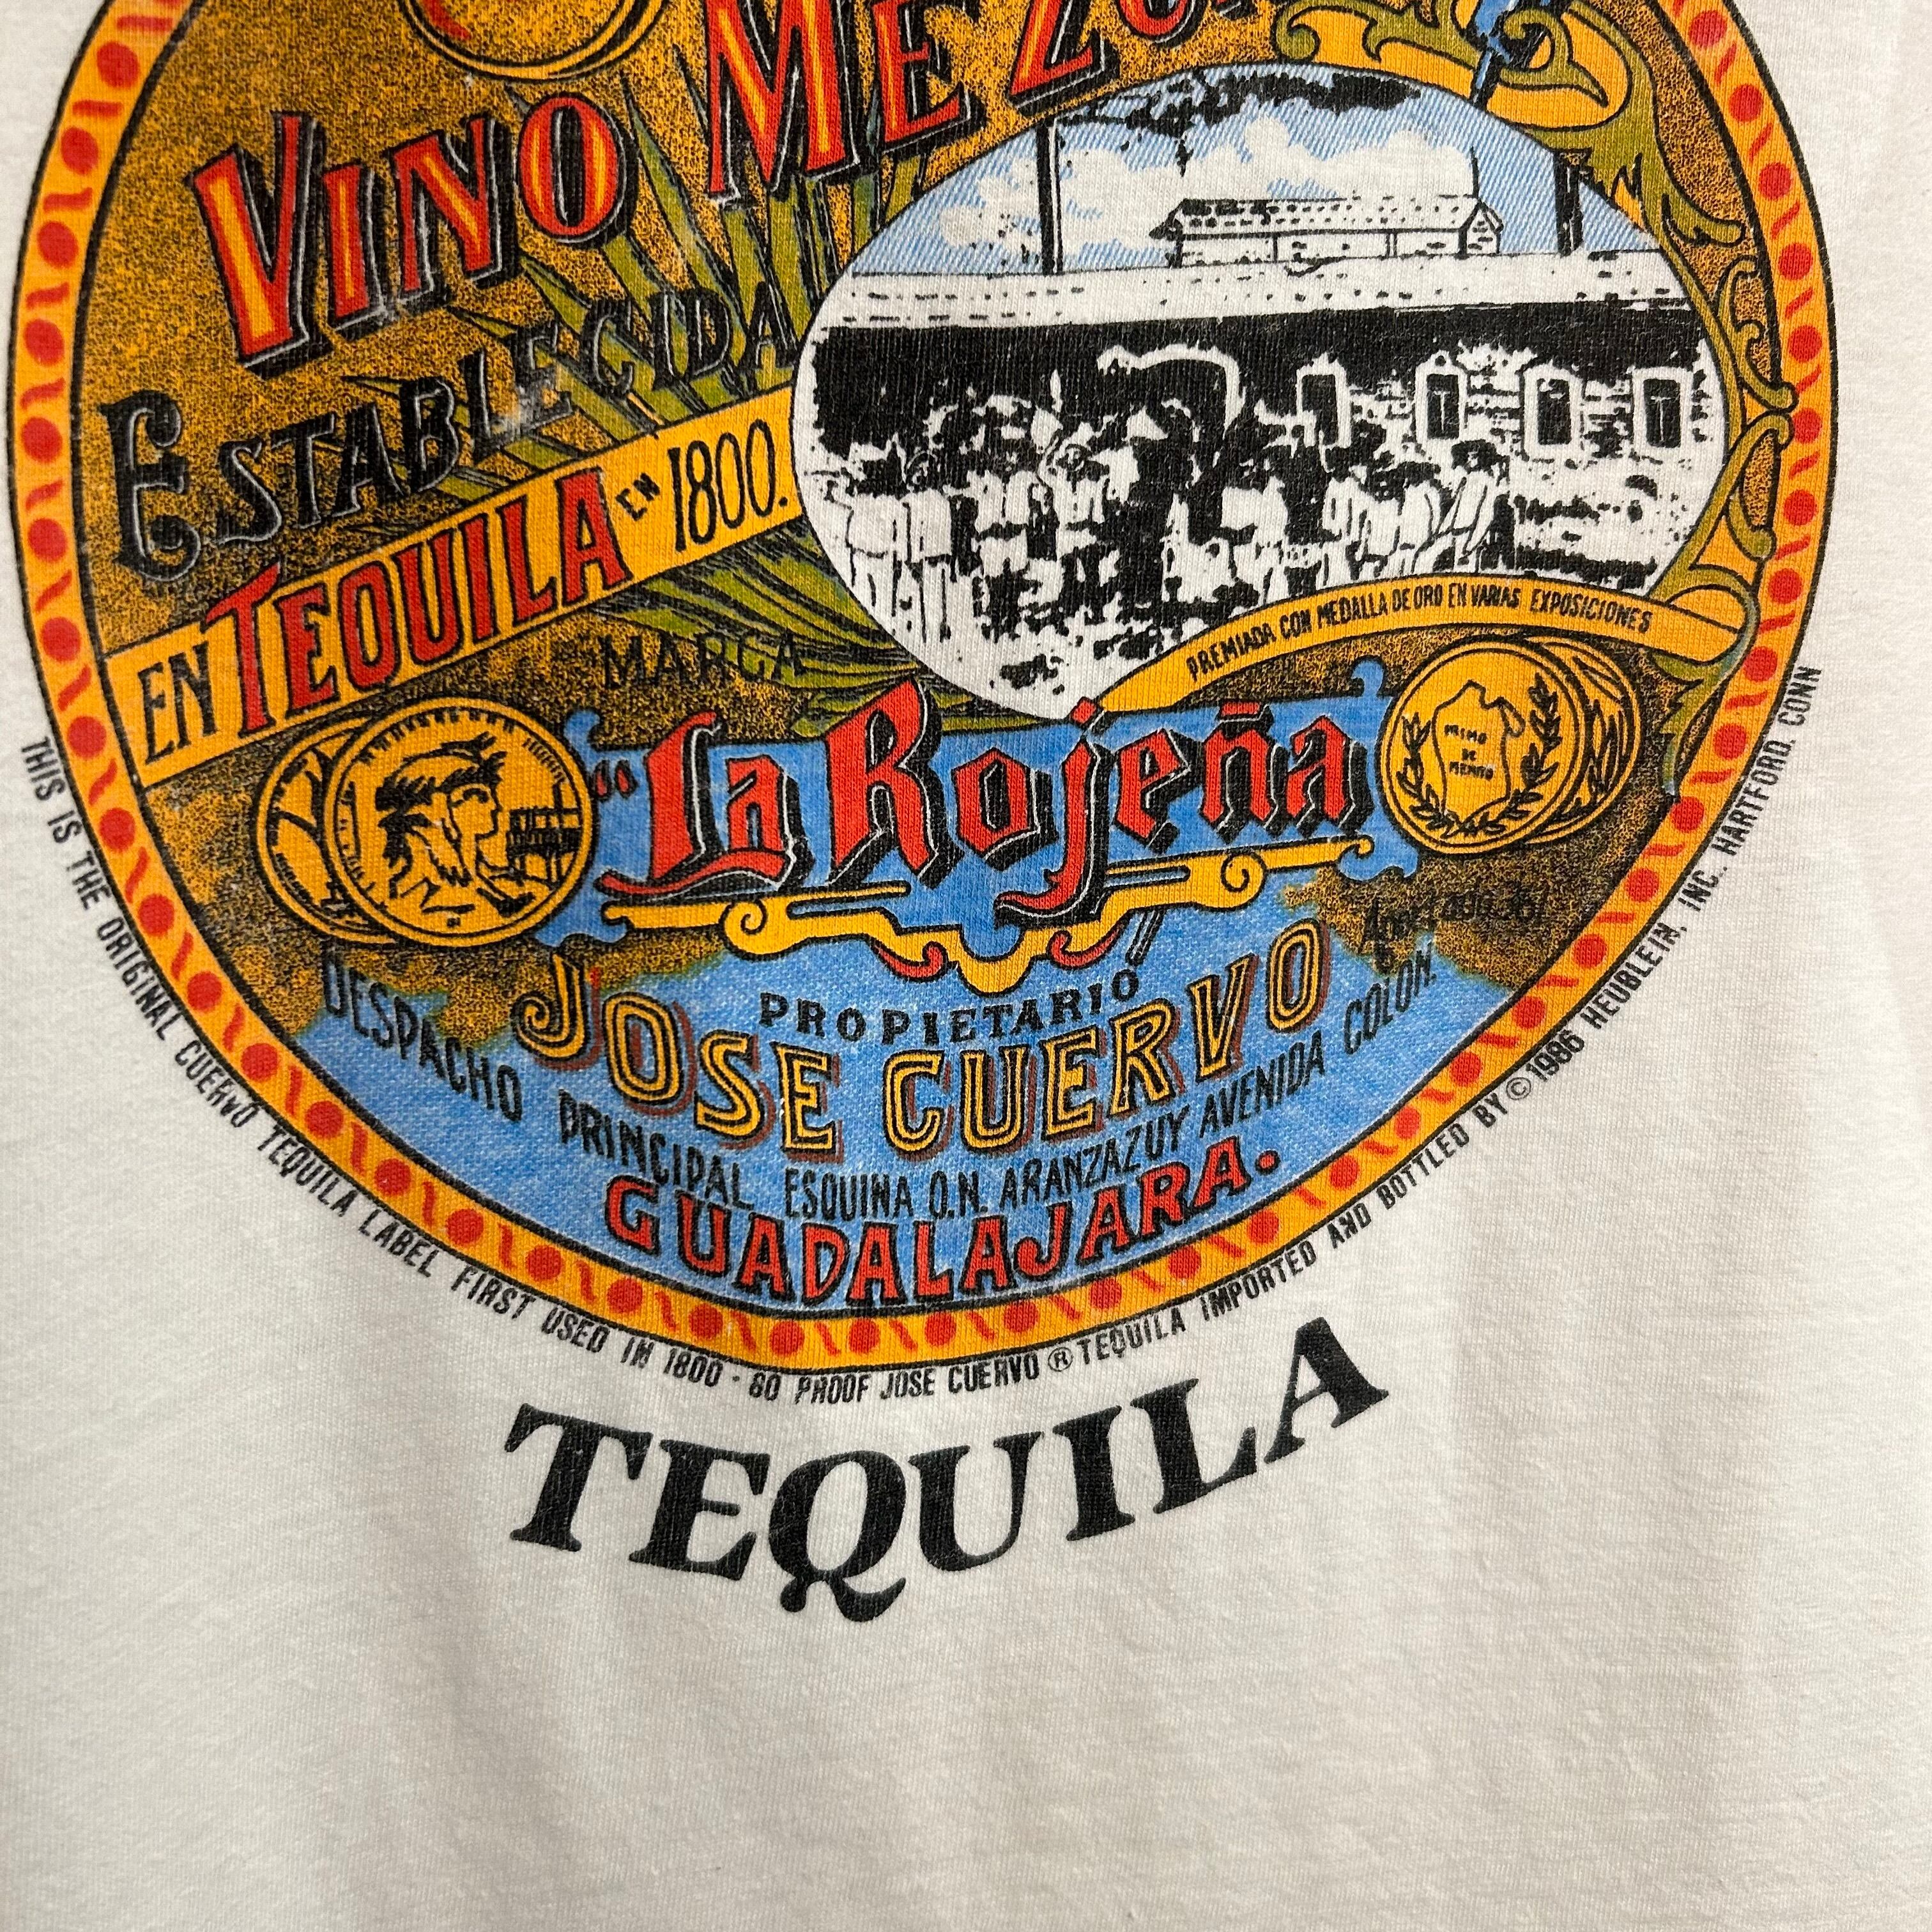 VINO
ESTABLECIDA
EN TEQUILA EN 1800.
PREMIADA CON MEDALLA DE ORO EN VARIAS EXPOSICIONES
MARCA
"La Rojeña"
PROPIETARIO
JOSE CUERVO
DESPACHO PRINCIPAL ESQUINA O.N. ARANZAZU Y AVENIDA COLON.
GUADALAJARA.
THIS IS THE ORIGINAL CUERVO TEQUILA LABEL FIRST USED IN 1800 · 80 PROOF JOSE CUERVO ® TEQUILA IMPORTED AND BOTTLED BY © 1986 HEUBLEIN, INC., HARTFORD, CONN
TEQUILA